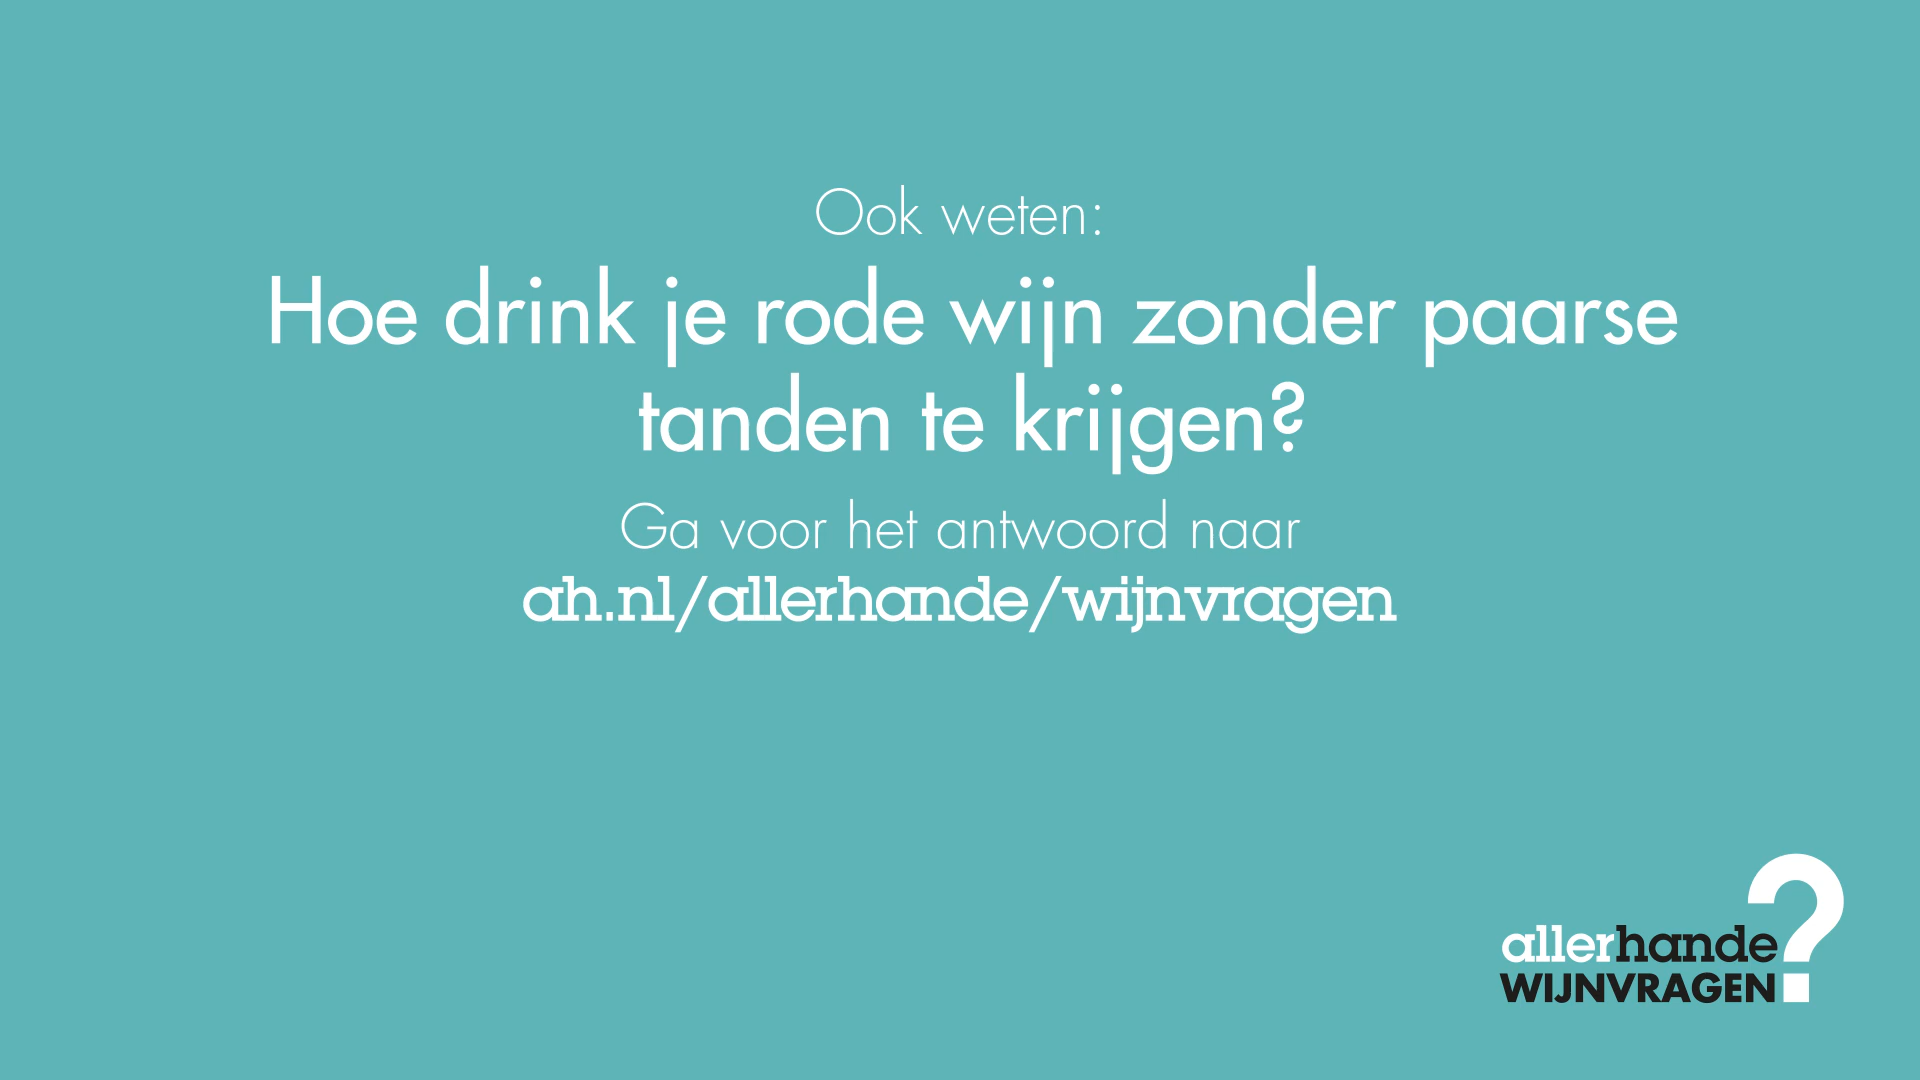 Ook weten:
Hoe drink je rode wijn zonder paarse
tanden te krijgen?
Ga voor het antwoord naar
ah.nl/allerhande/wijnvragen
allerhande
WIJNVRAGEN?